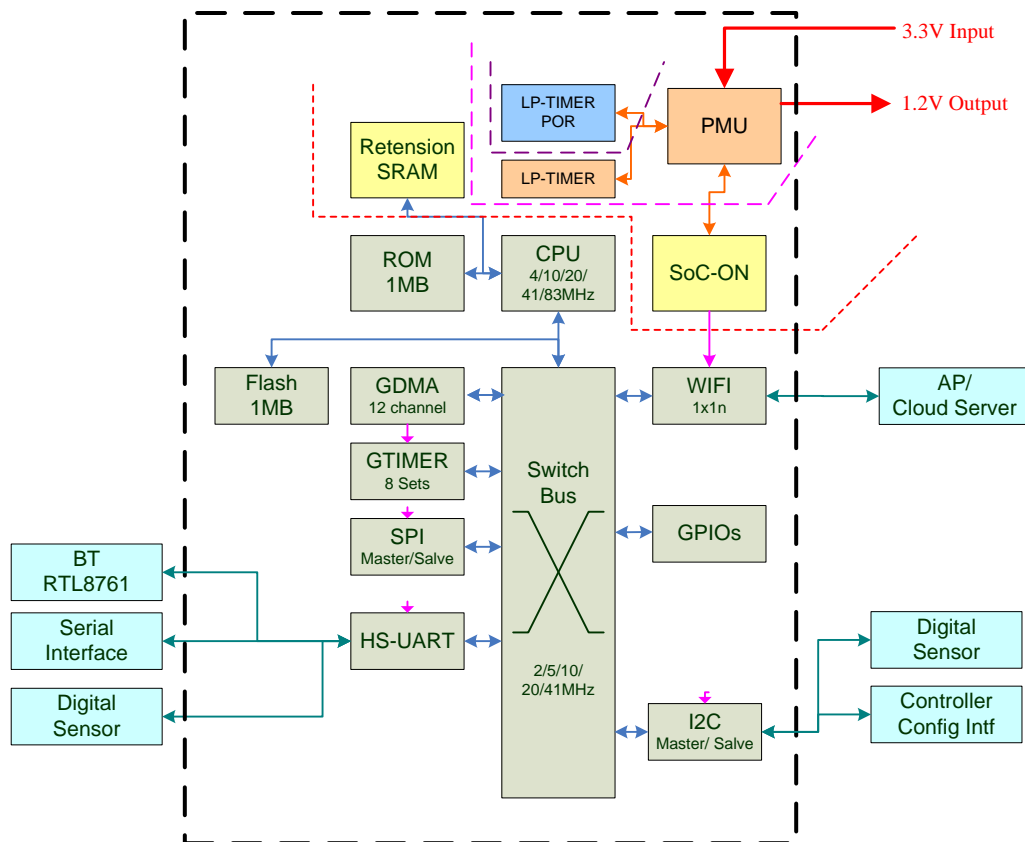 3.3V Input
1.2V Output
LP-TIMER
POR
PMU
LP-TIMER
Retension
SRAM
ROM
1MB
CPU
4/10/20/
41/83MHz
SoC-ON
Flash
1MB
GDMA
12 channel
WIFI
1x1n
AP/
Cloud Server
GTIMER
8 Sets
Switch
Bus
SPI
Master/Salve
GPIOs
BT
RTL8761
Serial
Interface
HS-UART
Digital
Sensor
2/5/10/
20/41MHz
I2C
Master/ Salve
Digital
Sensor
Controller
Config Intf